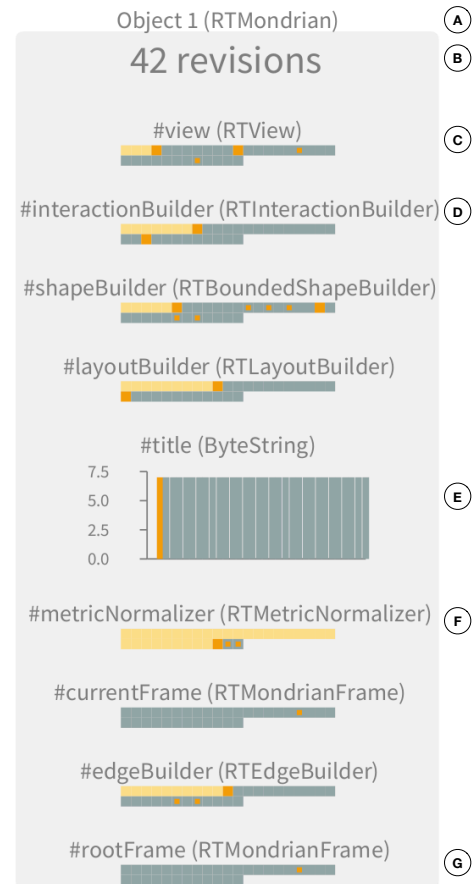 Object 1 (RTMondrian)
A
42 revisions
B
#view (RTView)
C
#interactionBuilder (RTInteractionBuilder)
D
#shapeBuilder (RTBoundedShapeBuilder)
#layoutBuilder (RTLayoutBuilder)
#title (ByteString)
7.5
5.0
E
2.5
0.0
#metricNormalizer (RTMetricNormalizer)
F
#currentFrame (RTMondrianFrame)
#edgeBuilder (RTEdgeBuilder)
#rootFrame (RTMondrianFrame)
G